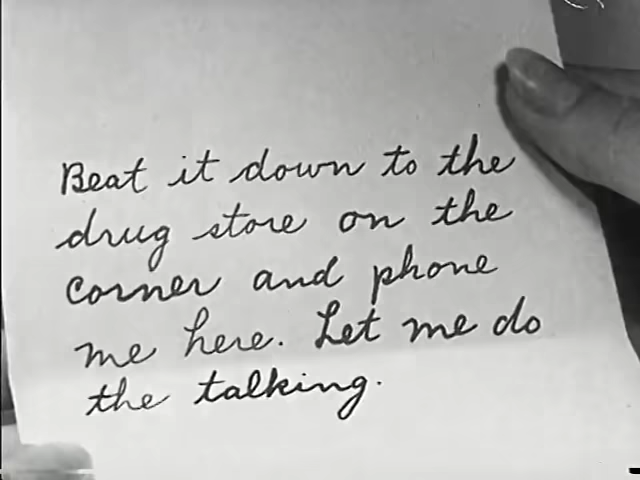 Beat it down to the
drug store on the
corner and phone
me here. Let me do
the talking.